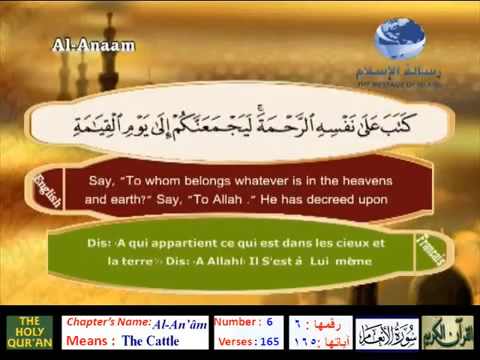 Al-Anaam
رسالة الإسلام
THE MESSAGE OF ISLAM
كَتَبَ عَلَىٰ نَفْسِهِ الرَّحْمَةَ ۚ لَيَجْمَعَنَّكُمْ إِلَىٰ يَوْمِ الْقِيَامَةِ
English
Say, "To whom belongs whatever is in the heavens
and earth?" Say, "To Allah ." He has decreed upon
Francais
Dis: ‹A qui appartient ce qui est dans les cieux et
la terre?› Dis: ‹A Allah!› Il S'est á Lui même
THE HOLY QUR'AN
Chapter's Name: Al-An'âm
Means : The Cattle
Number : 6
Verses : 165
رقمها : ٦
آياتها : ١٦٥
سورة الأنعام
القرآن الكريم